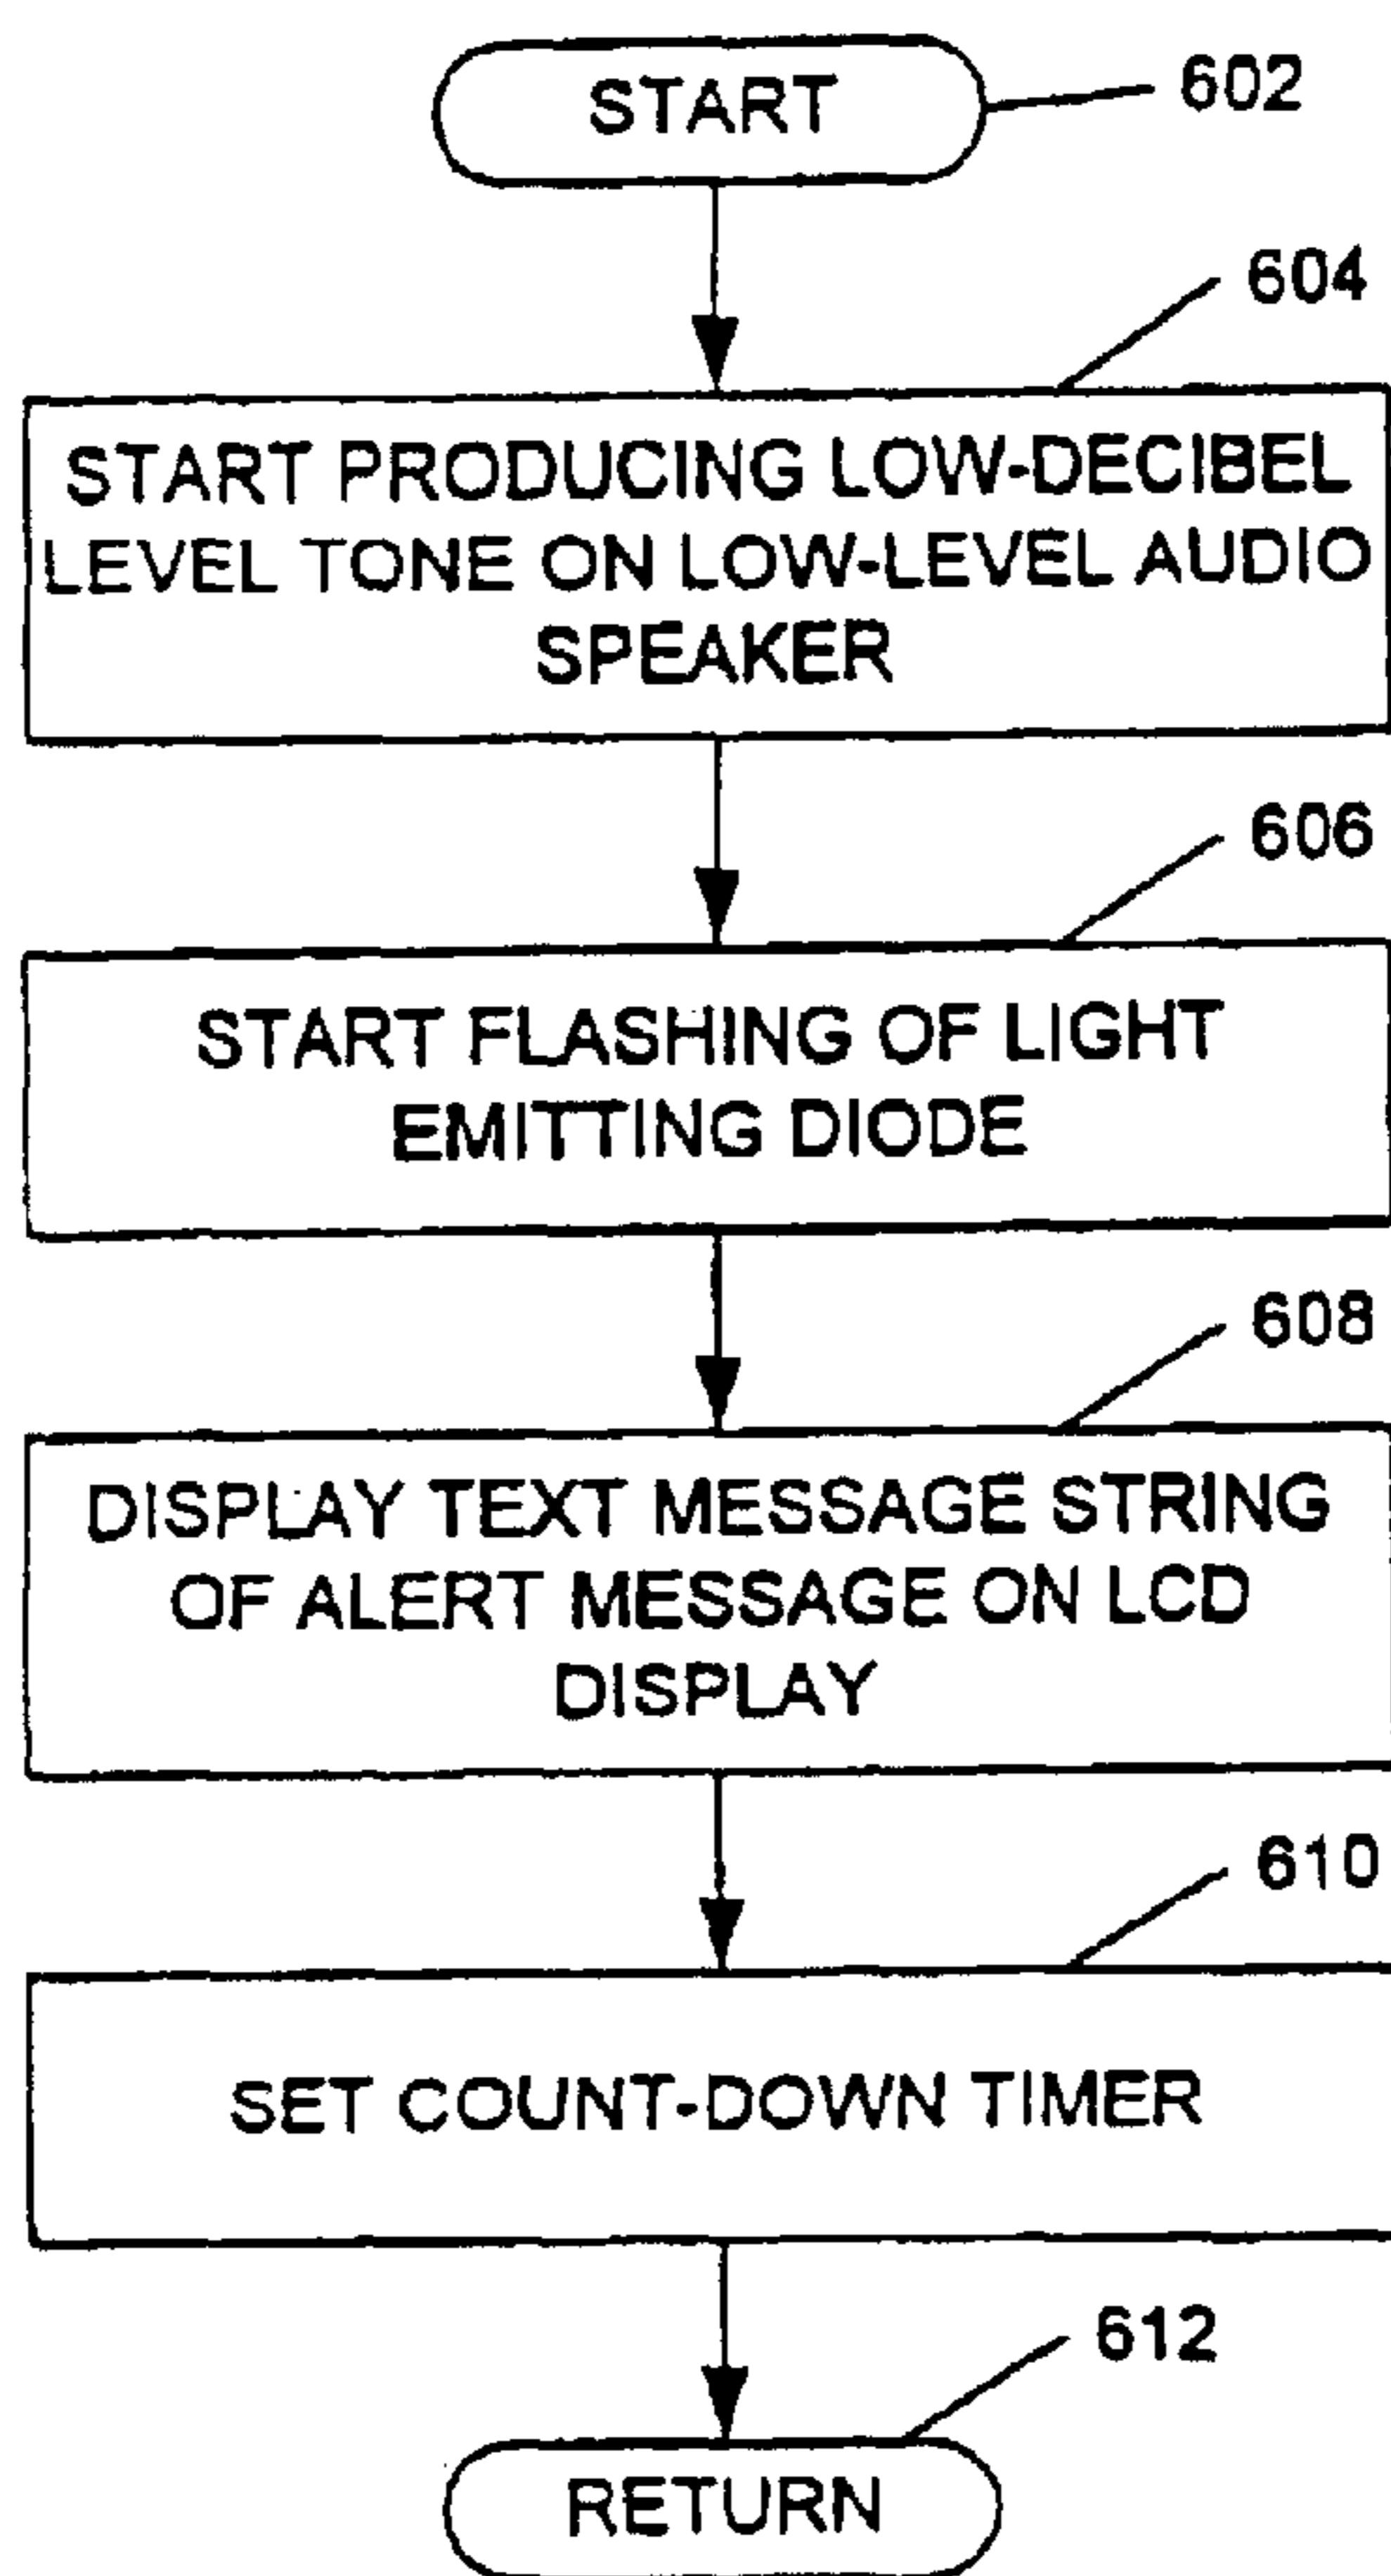 START
602
604
START PRODUCING LOW-DECIBEL
LEVEL TONE ON LOW-LEVEL AUDIO
SPEAKER
606
START FLASHING OF LIGHT
EMITTING DIODE
608
DISPLAY TEXT MESSAGE STRING
OF ALERT MESSAGE ON LCD
DISPLAY
610
SET COUNT-DOWN TIMER
612
RETURN